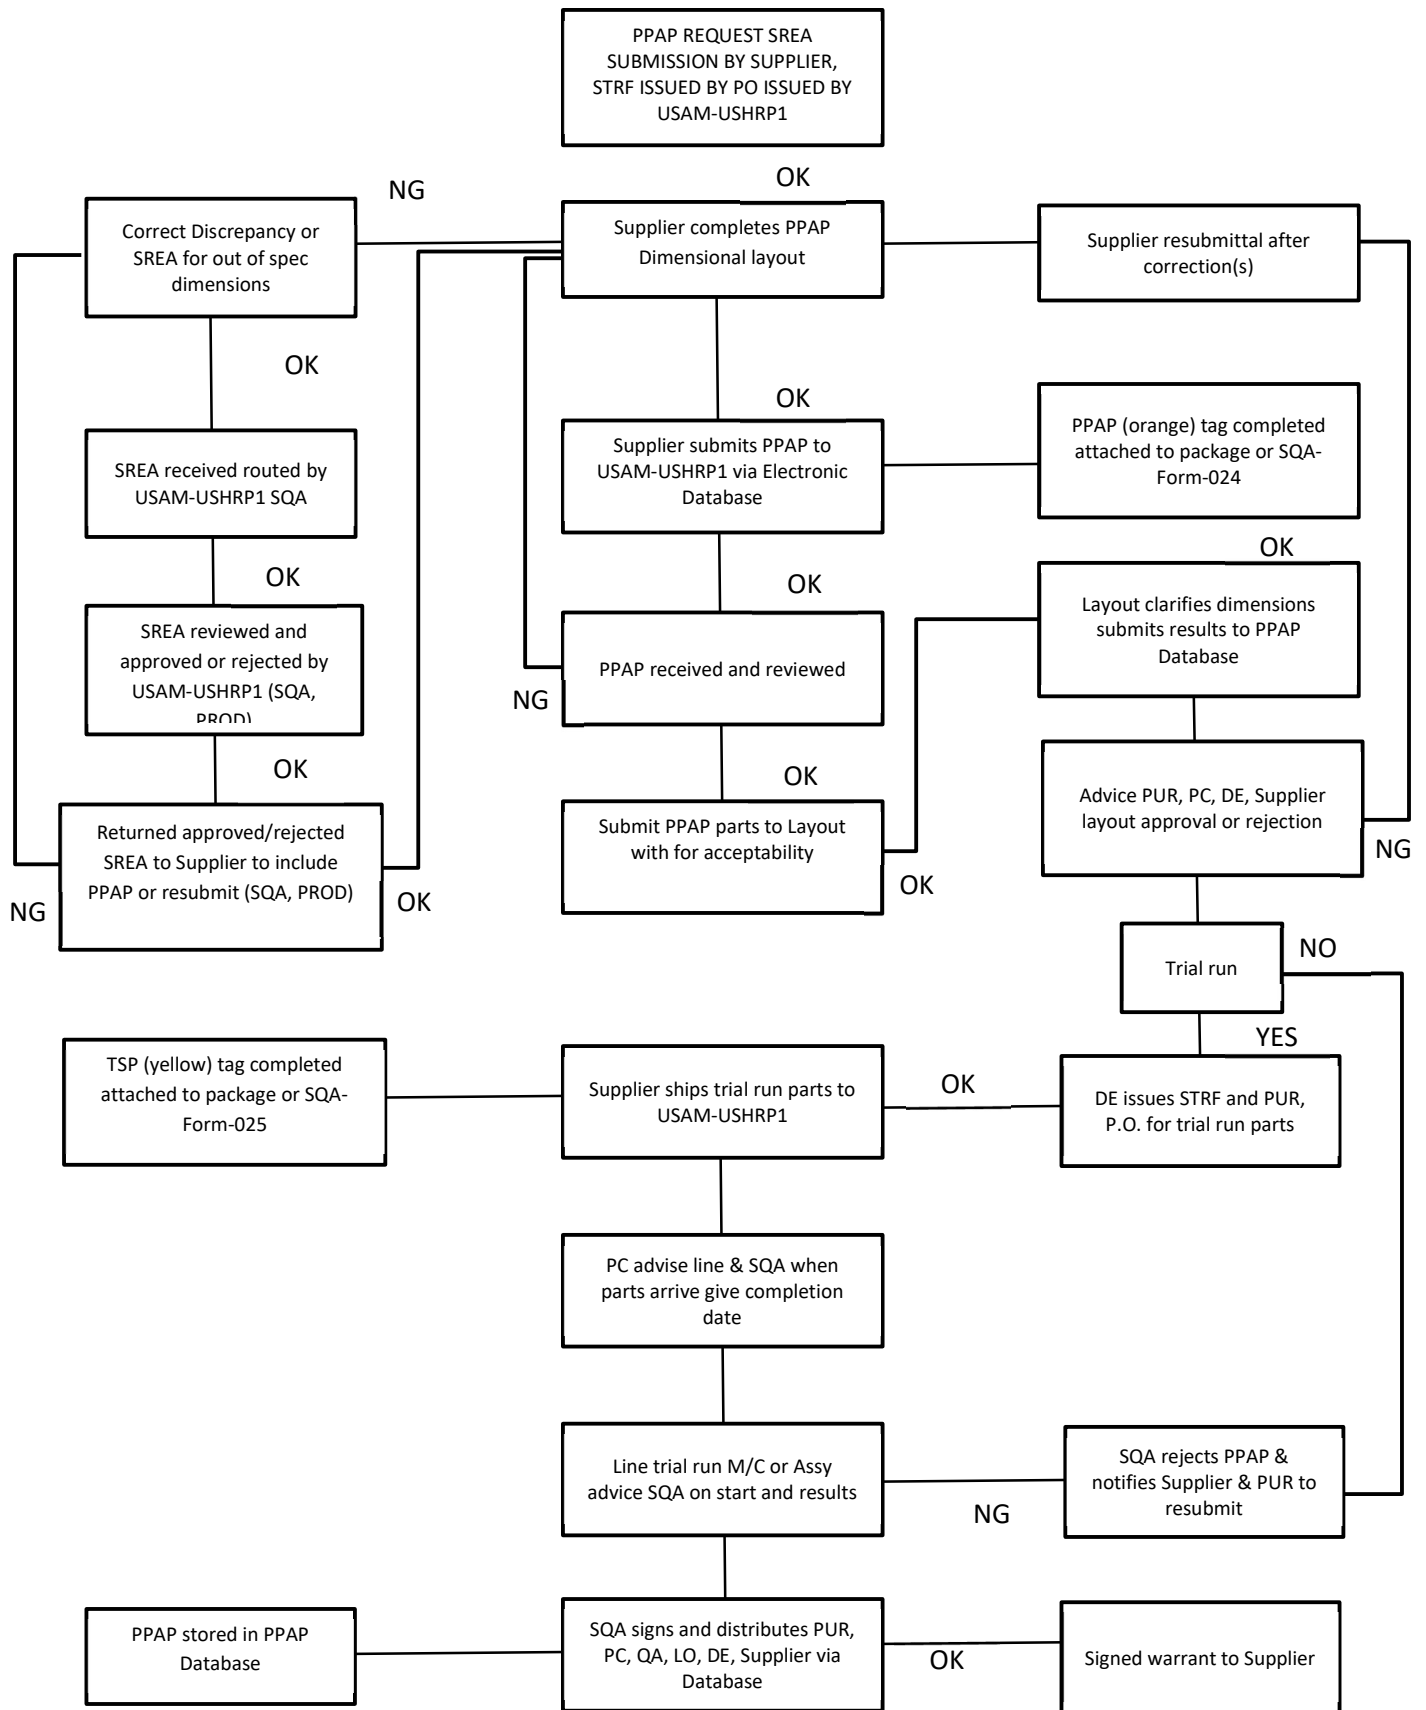 PPAP REQUEST SREA
SUBMISSION BY SUPPLIER,
STRF ISSUED BY PO ISSUED BY
USAM-USHRP1
OK
NG
Correct Discrepancy or
SREA for out of spec
dimensions
Supplier completes PPAP
Dimensional layout
Supplier resubmittal after
correction(s)
OK
OK
SREA received routed by
USAM-USHRP1 SQA
Supplier submits PPAP to
USAM-USHRP1 via Electronic
Database
PPAP (orange) tag completed
attached to package or SQA-
Form-024
OK
OK
OK
SREA reviewed and
approved or rejected by
USAM-USHRP1 (SQA,
PROD)
PPAP received and reviewed
NG
Layout clarifies dimensions
submits results to PPAP
Database
OK
OK
Returned approved/rejected
SREA to Supplier to include
PPAP or resubmit (SQA, PROD)
NG
OK
Submit PPAP parts to Layout
with for acceptability
OK
Advice PUR, PC, DE, Supplier
layout approval or rejection
NG
Trial run
NO
YES
TSP (yellow) tag completed
attached to package or SQA-
Form-025
Supplier ships trial run parts to
USAM-USHRP1
OK
DE issues STRF and PUR,
P.O. for trial run parts
PC advise line & SQA when
parts arrive give completion
date
Line trial run M/C or Assy
advice SQA on start and results
NG
SQA rejects PPAP &
notifies Supplier & PUR to
resubmit
PPAP stored in PPAP
Database
SQA signs and distributes PUR,
PC, QA, LO, DE, Supplier via
Database
OK
Signed warrant to Supplier